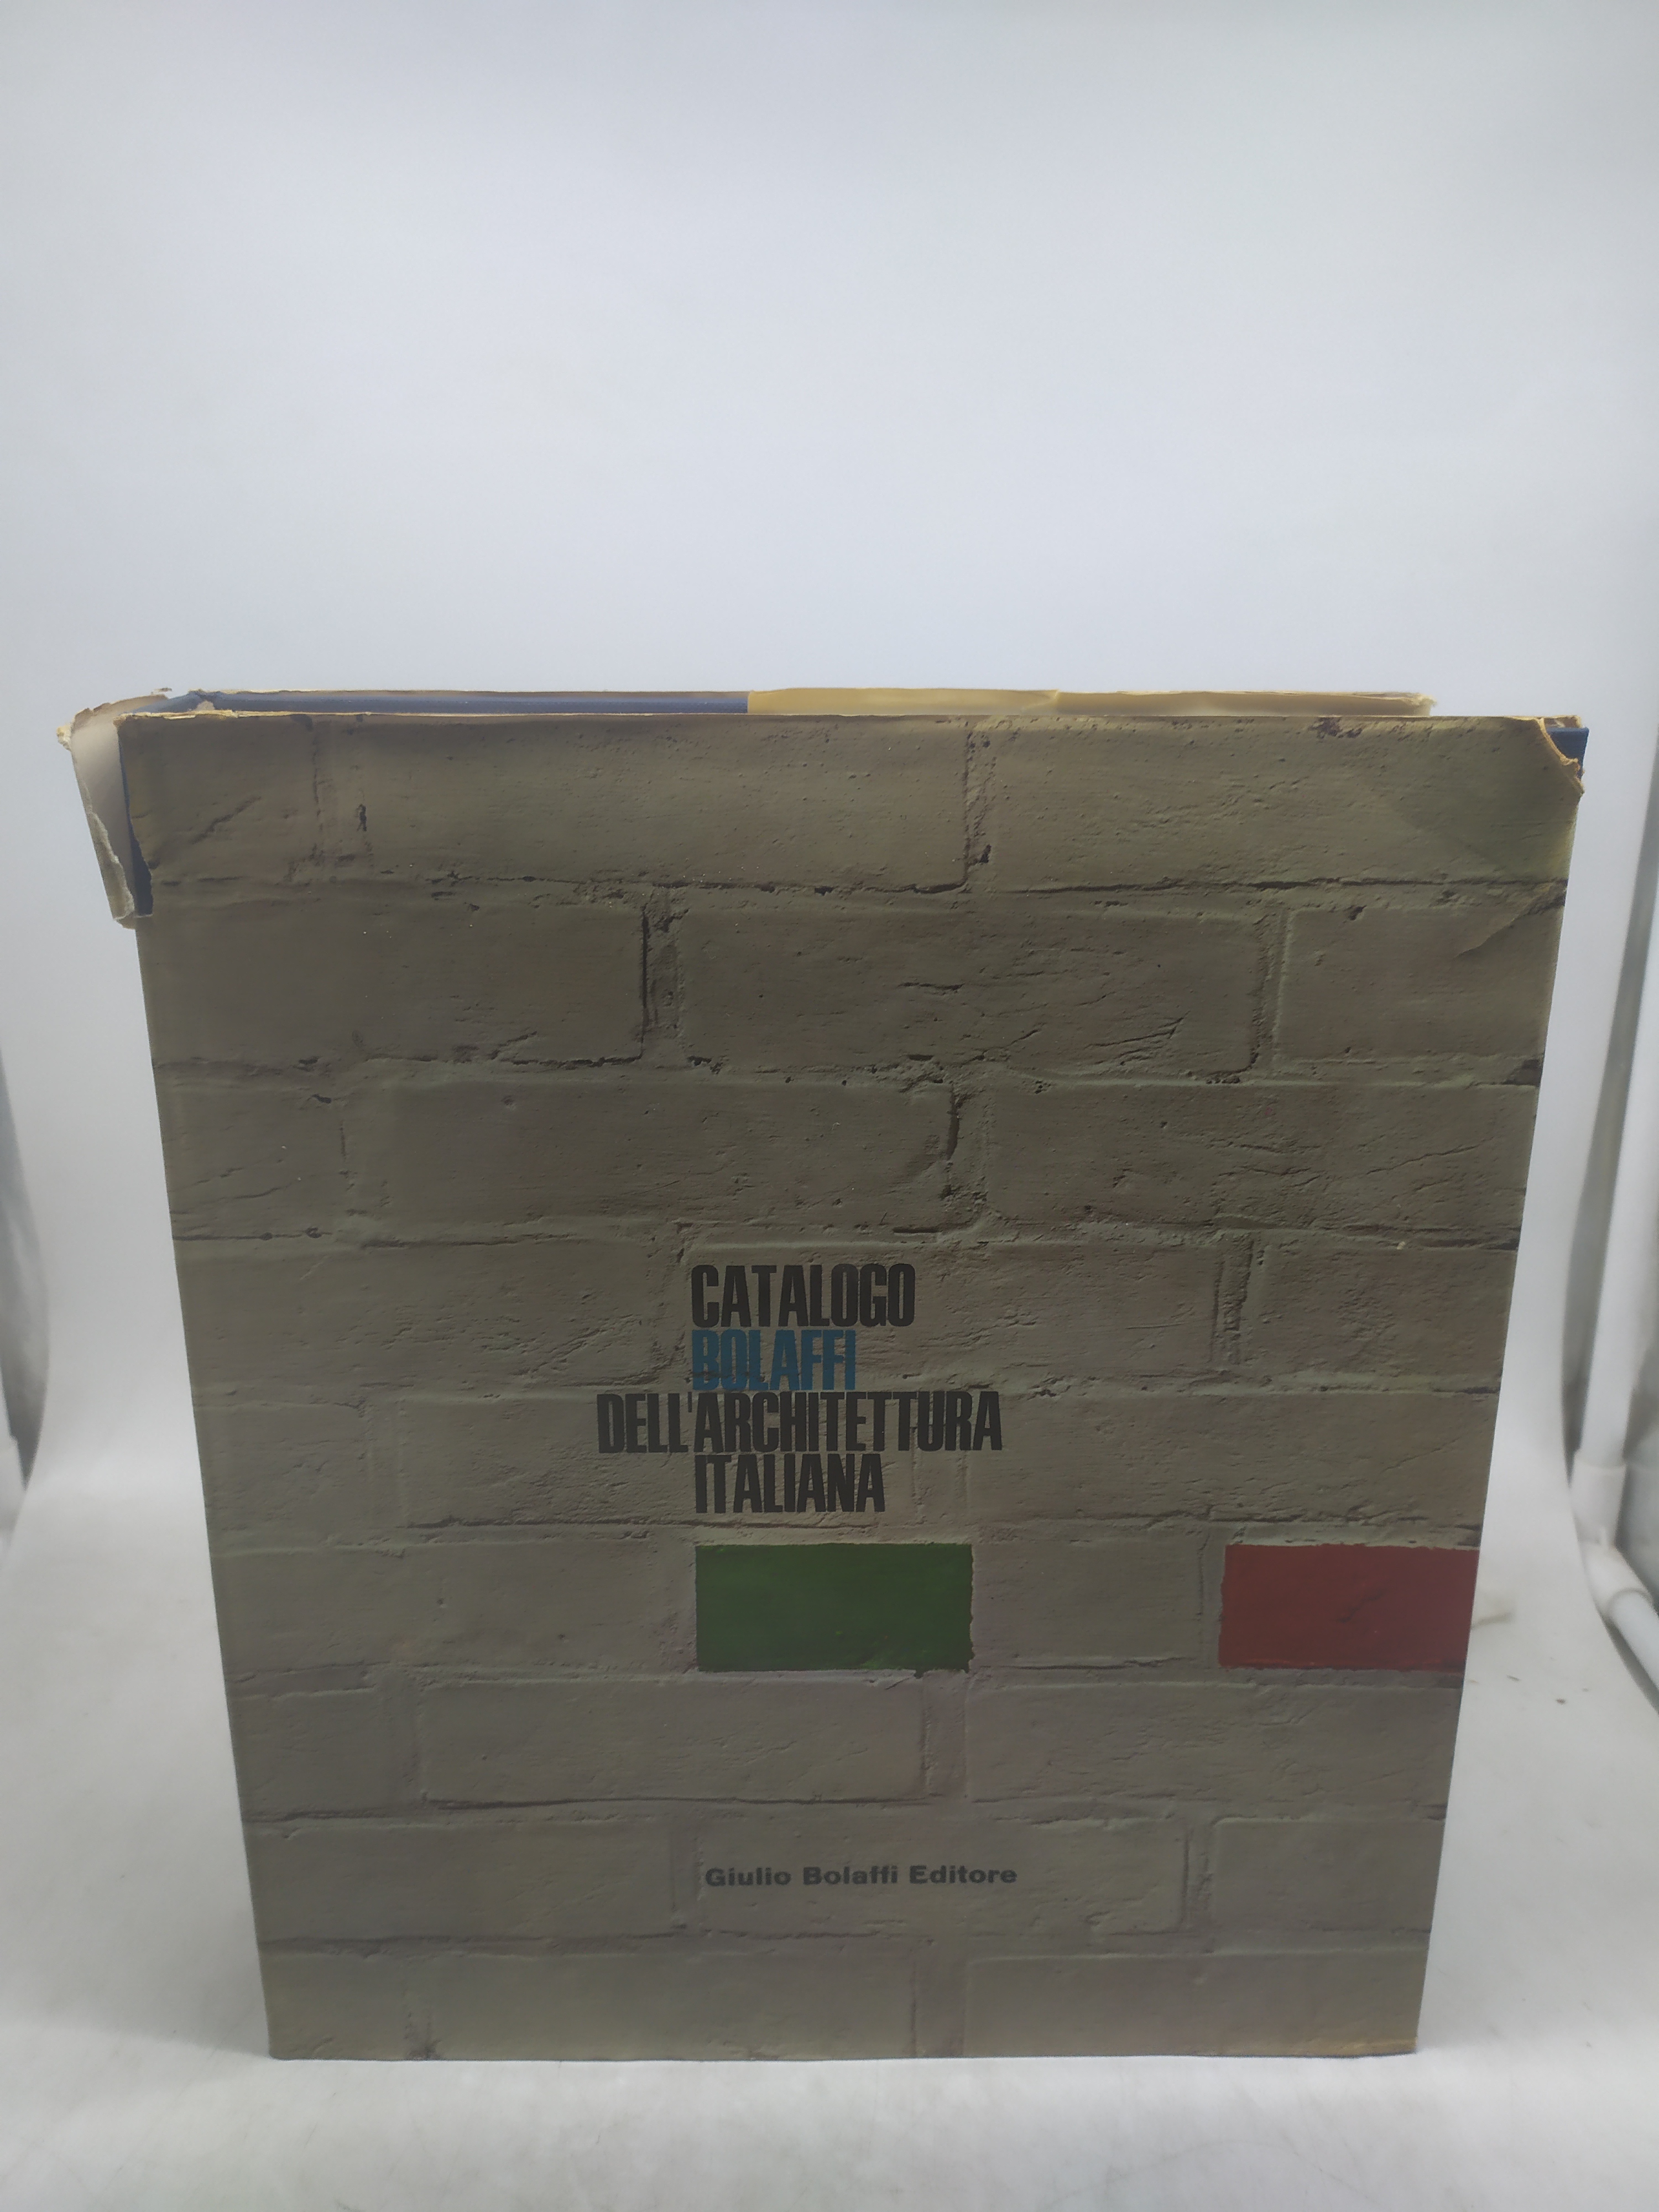 CATALOGO
BOLAFFI
DELL'ARCHITETTURA
ITALIANA
Giulio Bolaffi Editore